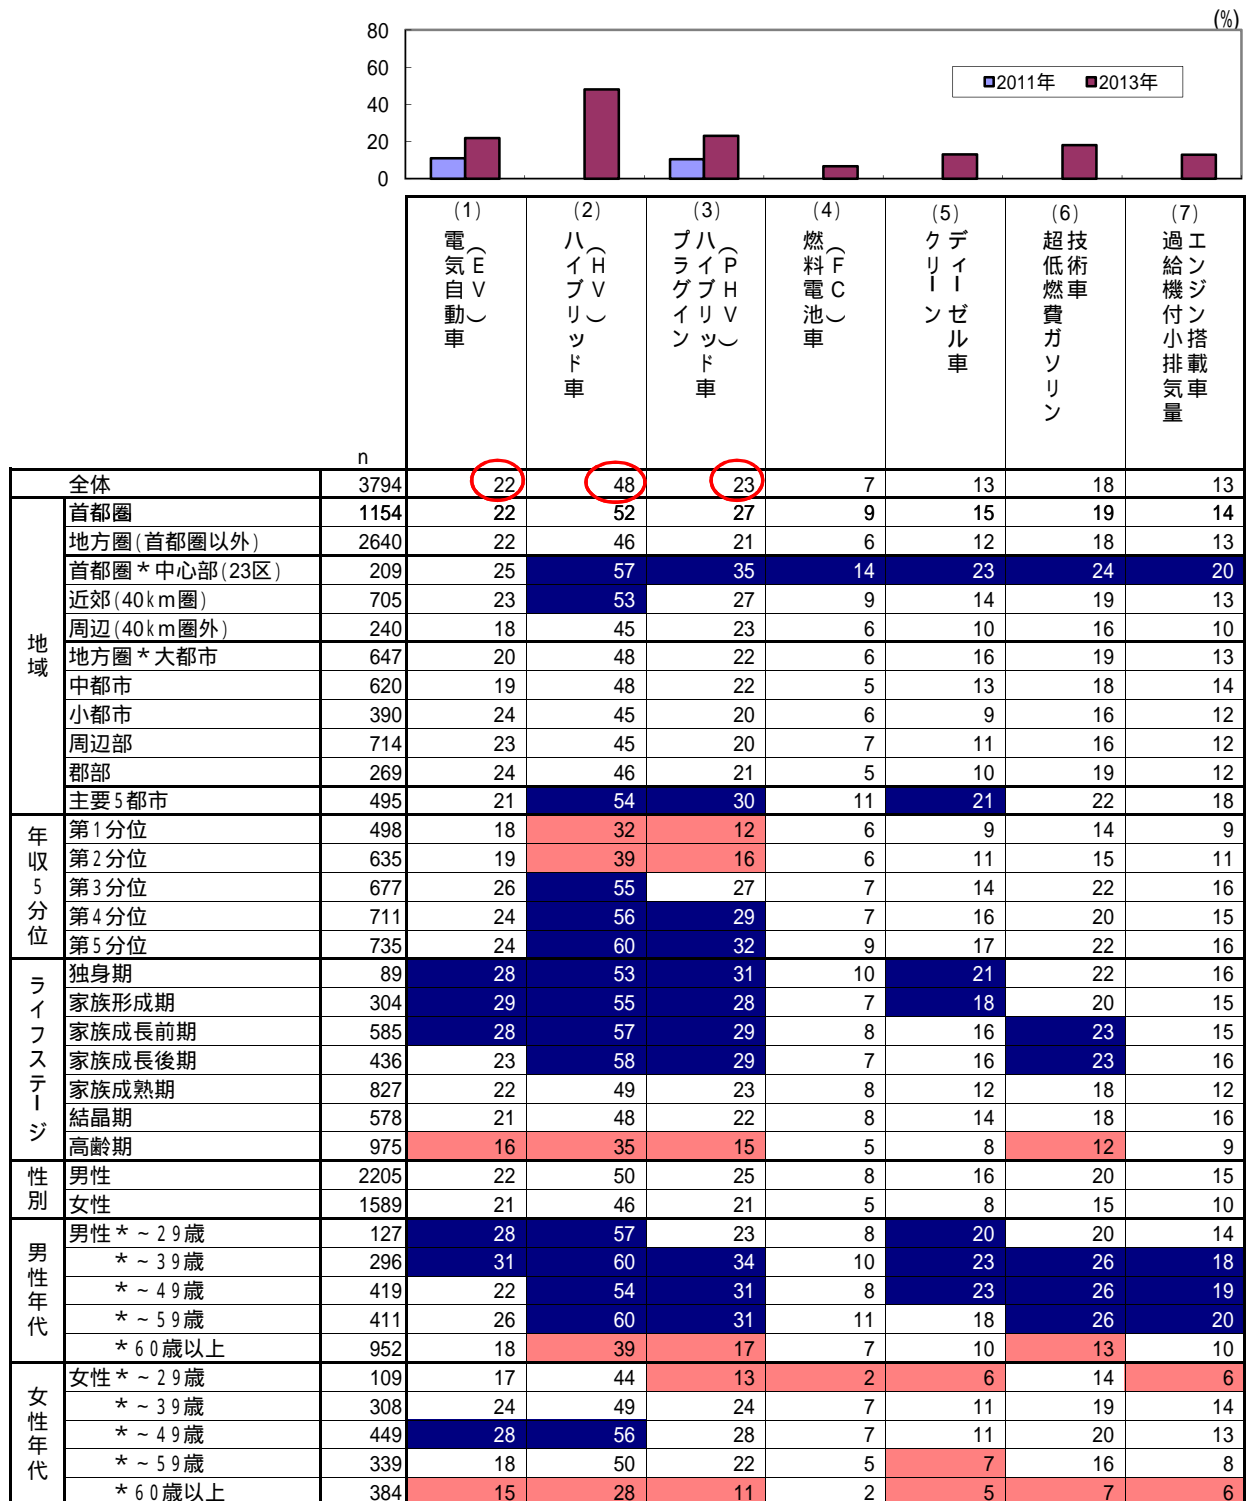 (%)
80
60
40
20
0
2011年 2013年
(1) (2) (3) (4) (5) (6) (7)
電気自動車(EV)
ハイブリッド車(HV)
プラグインハイブリッド車(PHV)
燃料電池車(FC)
クリーンディーゼル車
超低燃費ガソリン技術車
過給機付小排気量エンジン搭載車
n
全体 3794 22 48 23 7 13 18 13
地域
首都圏 1154 22 52 27 9 15 19 14
地方圏(首都圏以外) 2640 22 46 21 6 12 18 13
首都圏*中心部(23区) 209 25 57 35 14 23 24 20
近郊(40km圏) 705 23 53 27 9 14 19 13
周辺(40km圏外) 240 18 45 23 6 10 16 10
地方圏*大都市 647 20 48 22 6 16 19 13
中都市 620 19 48 22 5 13 18 14
小都市 390 24 45 20 6 9 16 12
周辺部 714 23 45 20 7 11 16 12
郡部 269 24 46 21 5 10 19 12
主要5都市 495 21 54 30 11 21 22 18
年収5分位
第1分位 498 18 32 12 6 9 14 9
第2分位 635 19 39 16 6 11 15 11
第3分位 677 26 55 27 7 14 22 16
第4分位 711 24 56 29 7 16 20 15
第5分位 735 24 60 32 9 17 22 16
ライフステージ
独身期 89 28 53 31 10 21 22 16
家族形成期 304 29 55 28 7 18 20 15
家族成長前期 585 28 57 29 8 16 23 15
家族成長後期 436 23 58 29 7 16 23 16
家族成熟期 827 22 49 23 8 12 18 12
結晶期 578 21 48 22 8 14 18 16
高齢期 975 16 35 15 5 8 12 9
性別
男性 2205 22 50 25 8 16 20 15
女性 1589 21 46 21 5 8 15 10
男性年代
男性*~29歳 127 28 57 23 8 20 20 14
*~39歳 296 31 60 34 10 23 26 18
*~49歳 419 22 54 31 8 23 26 19
*~59歳 411 26 60 31 11 18 26 20
*60歳以上 952 18 39 17 7 10 13 10
女性年代
女性*~29歳 109 17 44 13 2 6 14 6
*~39歳 308 24 49 24 7 11 19 14
*~49歳 449 28 56 28 7 11 20 13
*~59歳 339 18 50 22 5 7 16 8
*60歳以上 384 15 28 11 2 5 7 6